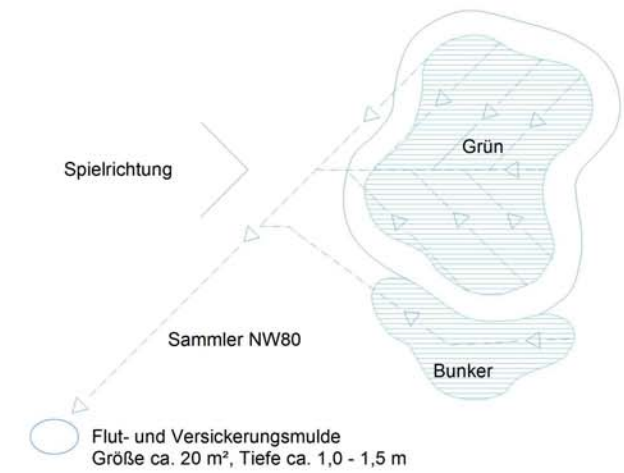 Grün
Spielrichtung
Sammler NW80
Bunker
Flut- und Versickerungsmulde
Größe ca. 20 m², Tiefe ca. 1,0 - 1,5 m